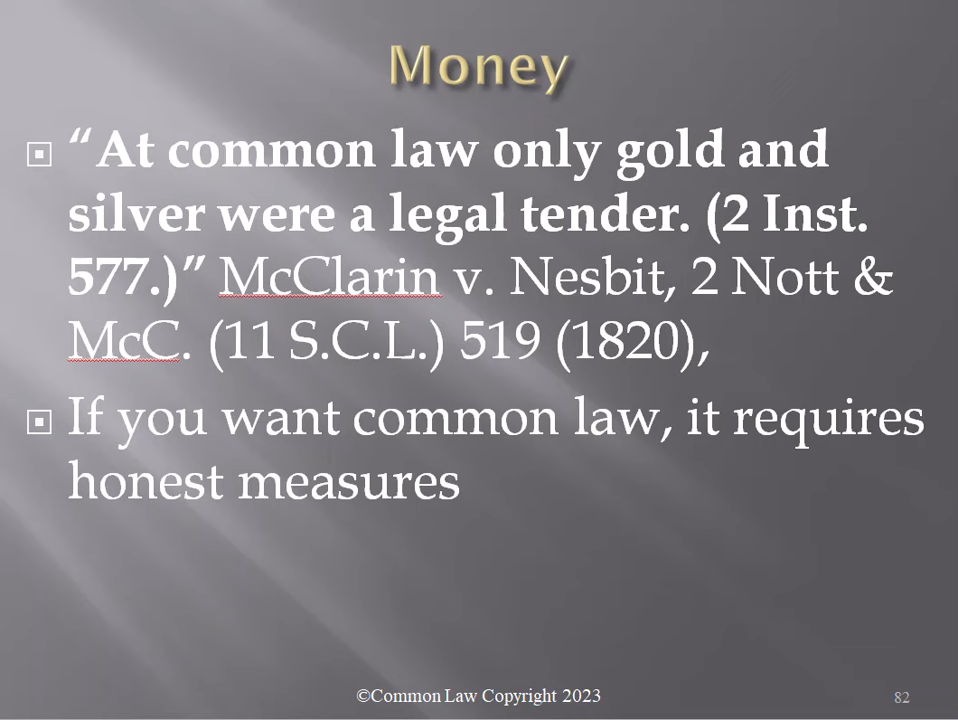 Money
“At common law only gold and
silver were a legal tender. (2 Inst.
577.)” McClarin v. Nesbit, 2 Nott &
McC. (11 S.C.L.) 519 (1820),
If you want common law, it requires
honest measures
©Common Law Copyright 2023
82